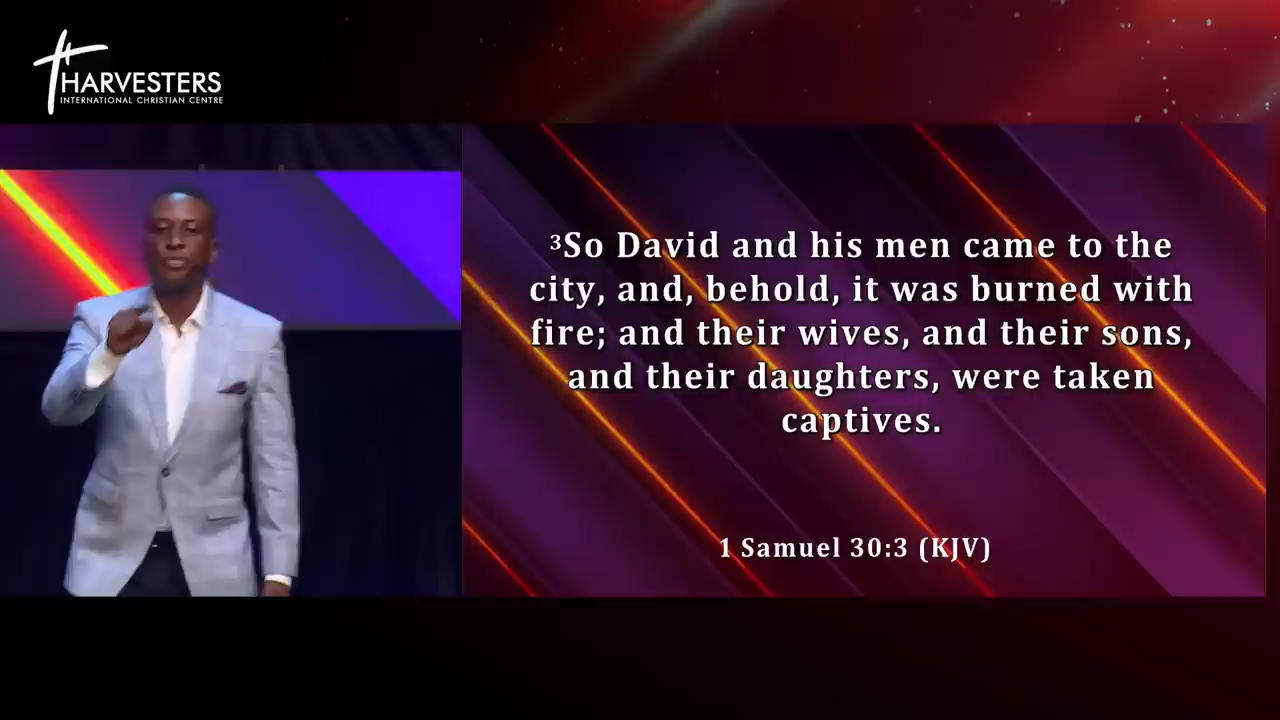 HARVESTERS
INTERNATIONAL CHRISTIAN CENTRE
³So David and his men came to the
city, and, behold, it was burned with
fire; and their wives, and their sons,
and their daughters, were taken
captives.
1 Samuel 30:3 (KJV)